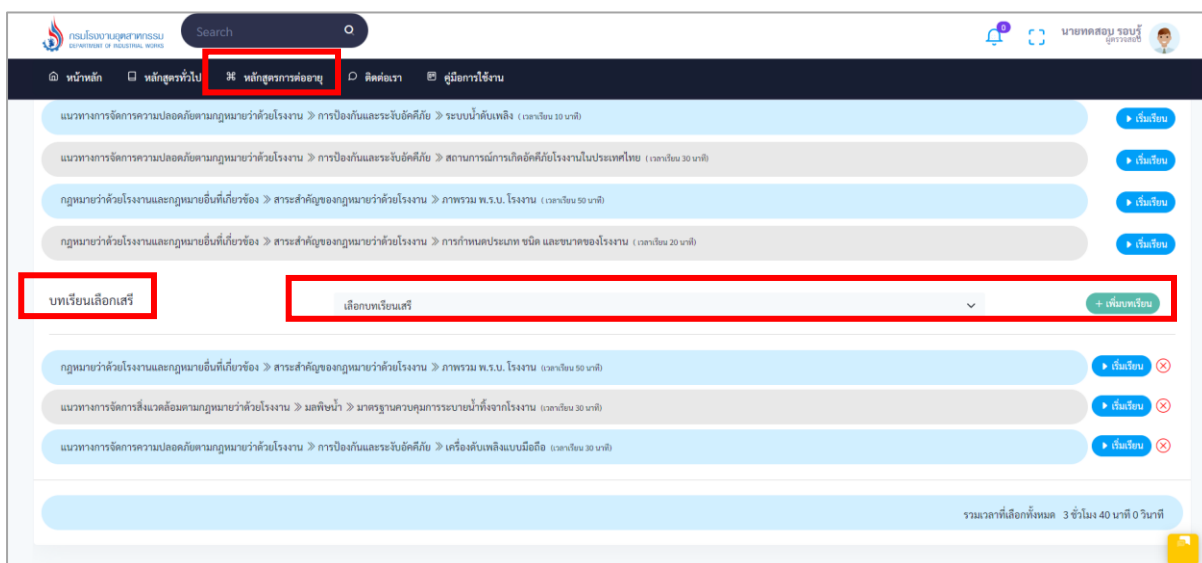 กรมโรงงานอุตสาหกรรม
DEPARTMENT OF INDUSTRIAL WORKS
Search
0
นายทดสอบ รอบรู้
ผู้ตรวจสอบ
หน้าหลัก หลักสูตรทั่วไป หลักสูตรการต่ออายุ ติดต่อเรา คู่มือการใช้งาน
แนวทางการจัดการความปลอดภัยตามกฎหมายว่าด้วยโรงงาน » การป้องกันและระงับอัคคีภัย » ระบบน้ำดับเพลิง (เวลาเรียน 10 นาที) เริ่มเรียน
แนวทางการจัดการความปลอดภัยตามกฎหมายว่าด้วยโรงงาน » การป้องกันและระงับอัคคีภัย » สถานการณ์การเกิดอัคคีภัยโรงงานในประเทศไทย (เวลาเรียน 30 นาที) เริ่มเรียน
กฎหมายว่าด้วยโรงงานและกฎหมายอื่นที่เกี่ยวข้อง » สาระสำคัญของกฎหมายว่าด้วยโรงงาน » ภาพรวม พ.ร.บ. โรงงาน (เวลาเรียน 50 นาที) เริ่มเรียน
กฎหมายว่าด้วยโรงงานและกฎหมายอื่นที่เกี่ยวข้อง » สาระสำคัญของกฎหมายว่าด้วยโรงงาน » การกำหนดประเภท ชนิด และขนาดของโรงงาน (เวลาเรียน 20 นาที) เริ่มเรียน
บทเรียนเลือกเสรี เลือกบทเรียนเสรี + เพิ่มบทเรียน
กฎหมายว่าด้วยโรงงานและกฎหมายอื่นที่เกี่ยวข้อง » สาระสำคัญของกฎหมายว่าด้วยโรงงาน » ภาพรวม พ.ร.บ. โรงงาน (เวลาเรียน 50 นาที) เริ่มเรียน
แนวทางการจัดการสิ่งแวดล้อมตามกฎหมายว่าด้วยโรงงาน » มลพิษน้ำ » มาตรฐานควบคุมการระบายน้ำทิ้งจากโรงงาน (เวลาเรียน 30 นาที) เริ่มเรียน
แนวทางการจัดการความปลอดภัยตามกฎหมายว่าด้วยโรงงาน » การป้องกันและระงับอัคคีภัย » เครื่องดับเพลิงแบบมือถือ (เวลาเรียน 30 นาที) เริ่มเรียน
รวมเวลาที่เลือกทั้งหมด 3 ชั่วโมง 40 นาที 0 วินาที